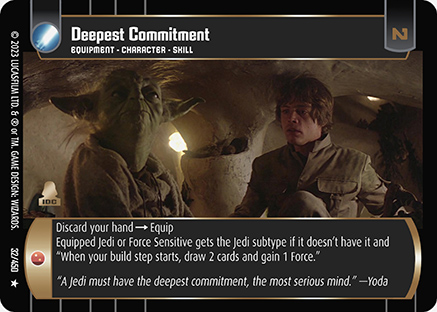 Deepest Commitment
EQUIPMENT • CHARACTER • SKILL
N
© 2023 LUCASFILM LTD. & ® or TM. GAME DESIGN: WIZARDS.
100
32/450
Discard your hand → Equip
Equipped Jedi or Force Sensitive gets the Jedi subtype if it doesn't have it and
"When your build step starts, draw 2 cards and gain 1 Force."
"A Jedi must have the deepest commitment, the most serious mind." —Yoda